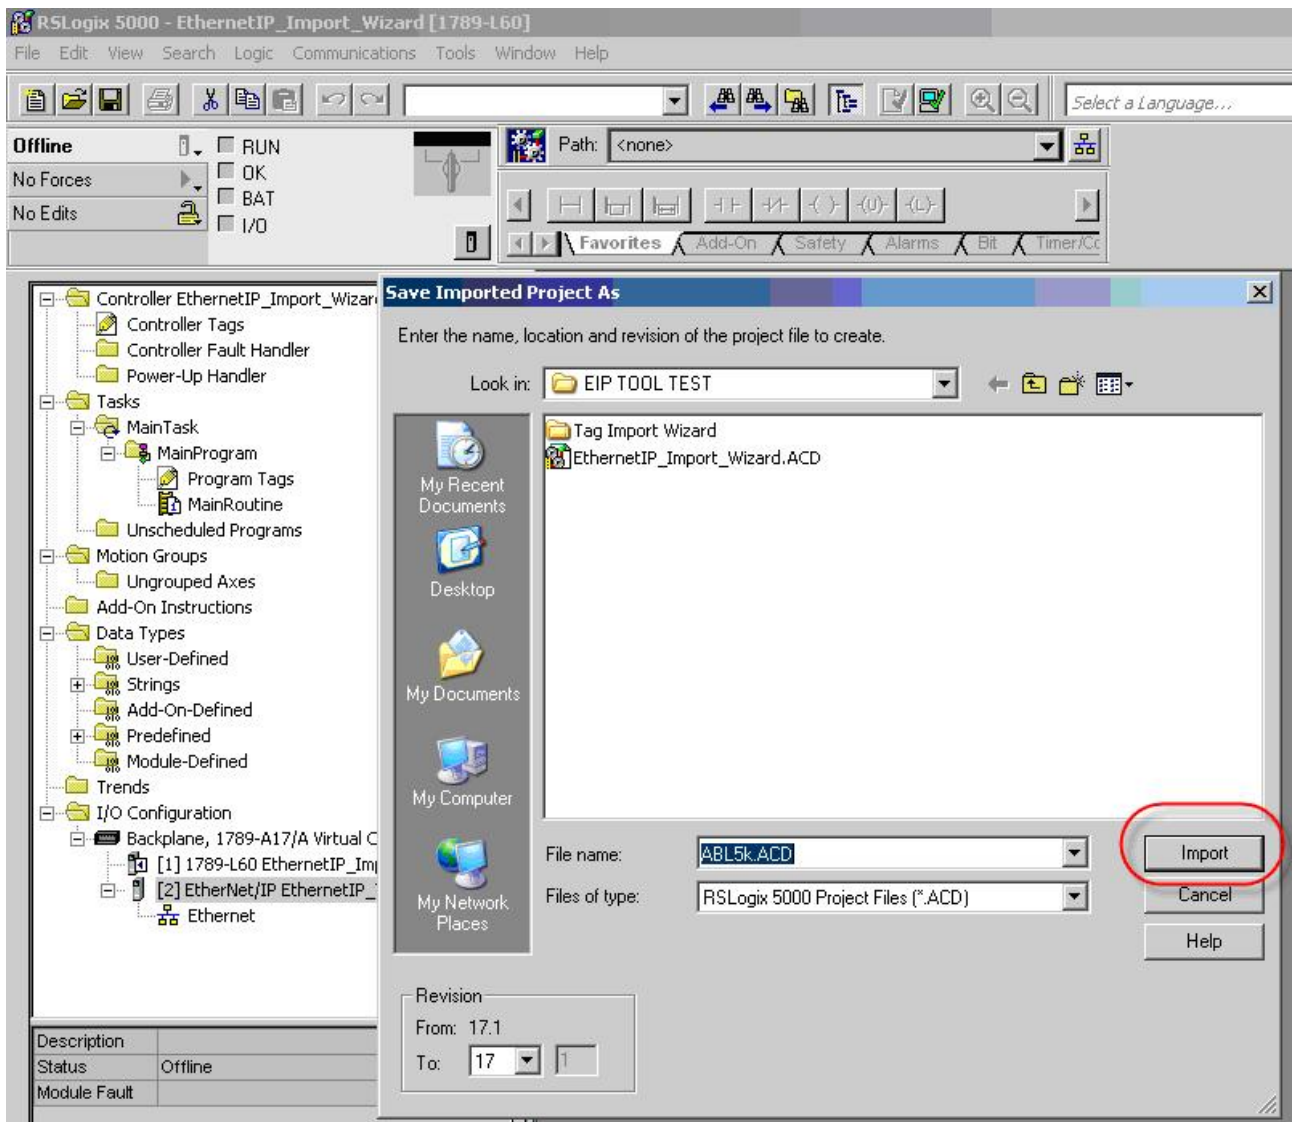 RSLogix 5000 - EthernetIP_Import_Wizard [1789-L60]
File Edit View Search Logic Communications Tools Window Help
Select a Language...
Offline
RUN
No Forces
OK
BAT
No Edits
I/O
Path: <none>
Favorites Add-On Safety Alarms Bit Timer/Cc
Controller EthernetIP_Import_Wizar
Controller Tags
Controller Fault Handler
Power-Up Handler
Tasks
MainTask
MainProgram
Program Tags
MainRoutine
Unscheduled Programs
Motion Groups
Ungrouped Axes
Add-On Instructions
Data Types
User-Defined
Strings
Add-On-Defined
Predefined
Module-Defined
Trends
I/O Configuration
Backplane, 1789-A17/A Virtual C
[1] 1789-L60 EthernetIP_Im
[2] EtherNet/IP EthernetIP_
Ethernet
Description
Status Offline
Module Fault
Save Imported Project As
Enter the name, location and revision of the project file to create.
Look in: EIP TOOL TEST
Tag Import Wizard
EthernetIP_Import_Wizard.ACD
My Recent
Documents
Desktop
My Documents
My Computer
My Network
Places
File name: ABL5k.ACD
Import
Files of type: RSLogix 5000 Project Files (*.ACD)
Cancel
Help
Revision
From: 17.1
To: 17 1